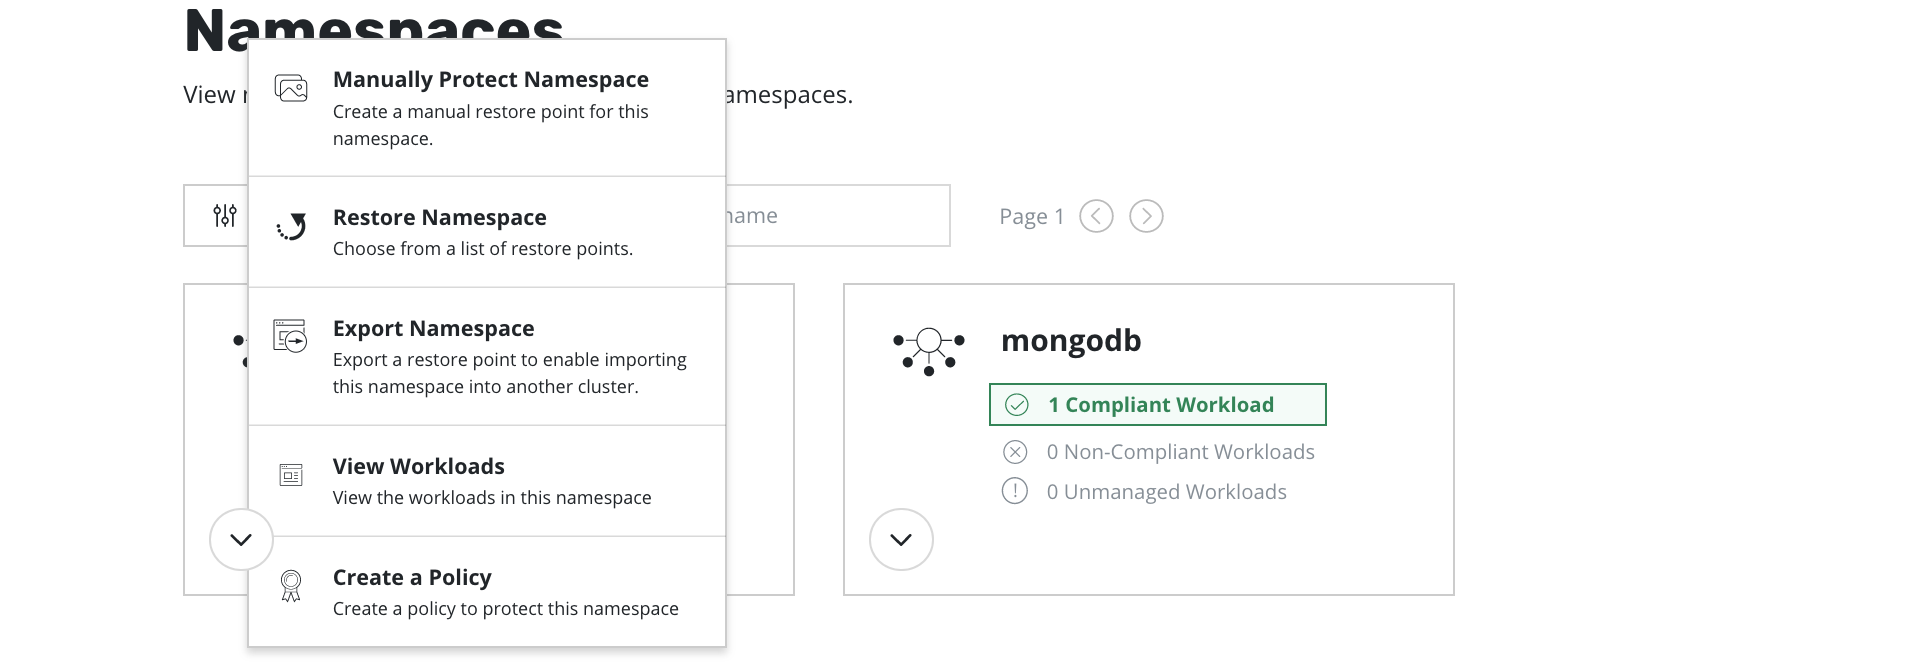 Namespaces
View
amespaces.
Manually Protect Namespace
Create a manual restore point for this
namespace.
Restore Namespace
Choose from a list of restore points.
name
Page 1
Export Namespace
Export a restore point to enable importing
this namespace into another cluster.
View Workloads
View the workloads in this namespace
Create a Policy
Create a policy to protect this namespace
mongodb
1 Compliant Workload
0 Non-Compliant Workloads
0 Unmanaged Workloads